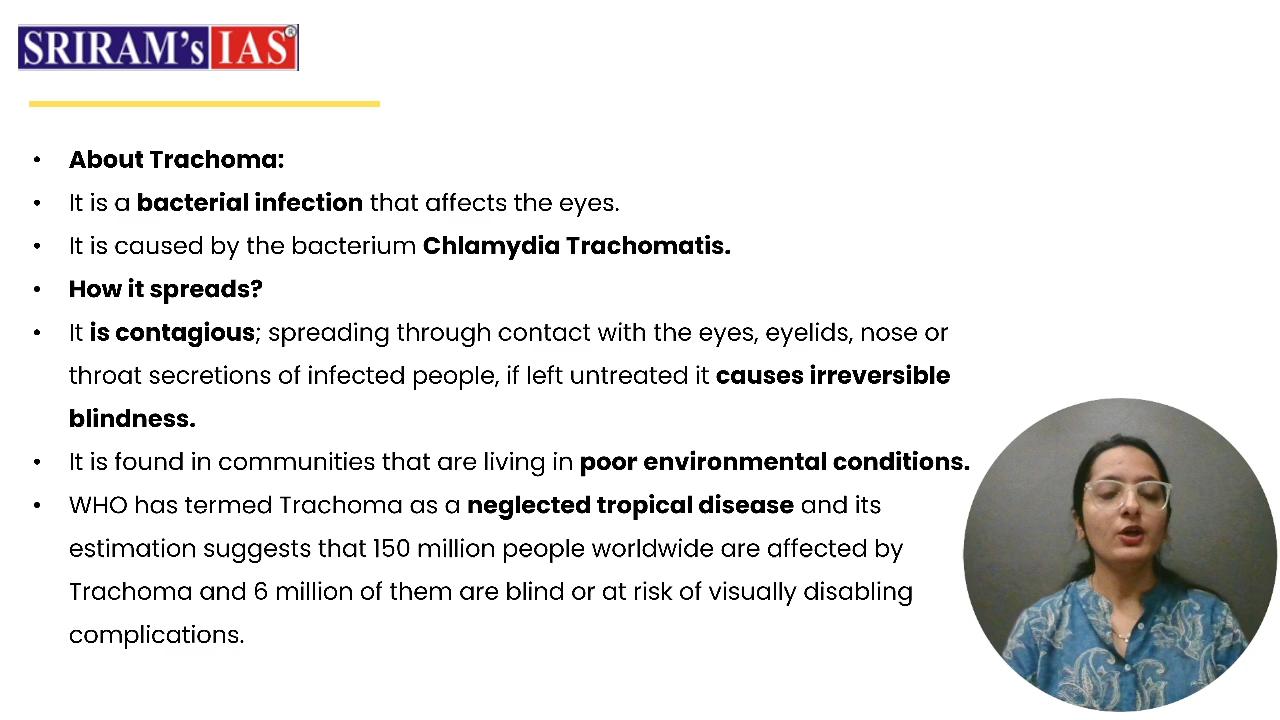 SRIRAM's IAS®
• About Trachoma:
• It is a bacterial infection that affects the eyes.
• It is caused by the bacterium Chlamydia Trachomatis.
• How it spreads?
• It is contagious; spreading through contact with the eyes, eyelids, nose or
throat secretions of infected people, if left untreated it causes irreversible
blindness.
• It is found in communities that are living in poor environmental conditions.
• WHO has termed Trachoma as a neglected tropical disease and its
estimation suggests that 150 million people worldwide are affected by
Trachoma and 6 million of them are blind or at risk of visually disabling
complications.